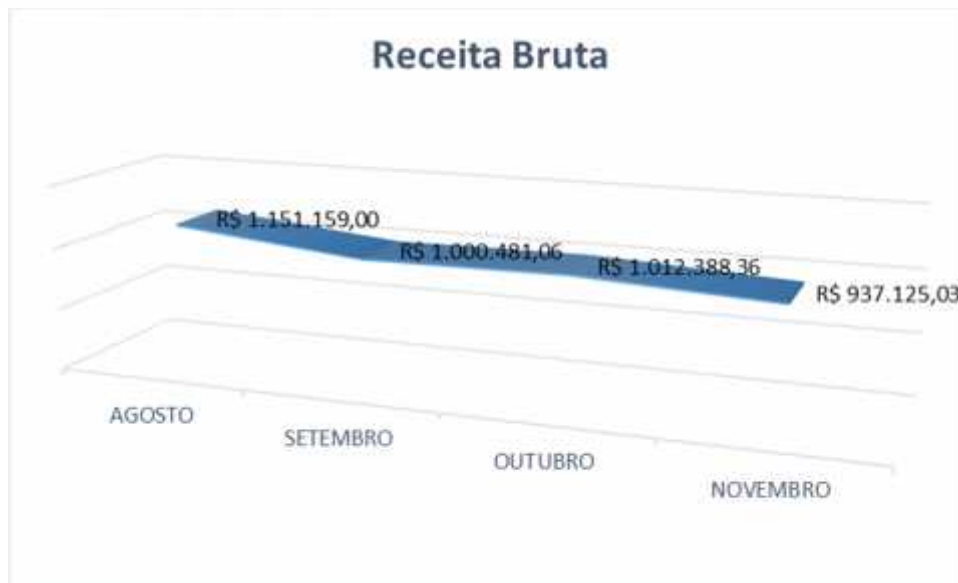 Receita Bruta
R$ 1.151.159,00
R$ 1.000.481,06
R$ 1.012.388,36
R$ 937.125,03
AGOSTO
SETEMBRO
OUTUBRO
NOVEMBRO